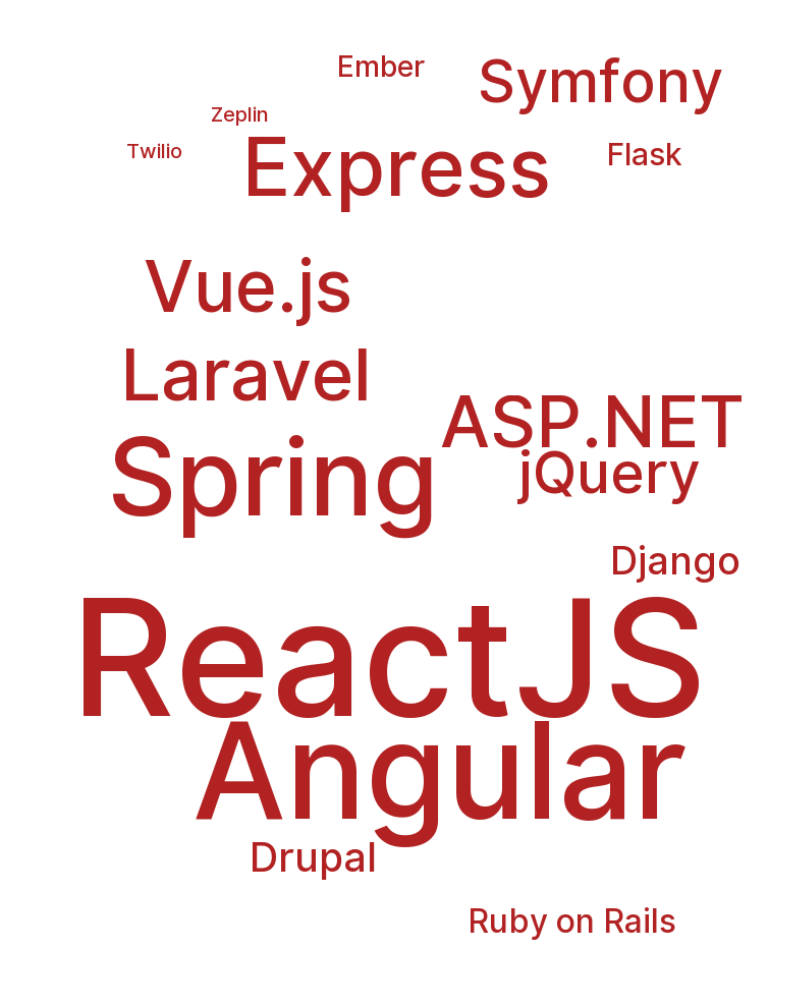 Ember
Symfony
Zeplin
Twilio
Express
Flask
Vue.js
Laravel
ASP.NET
Spring
jQuery
Django
ReactJS
Angular
Drupal
Ruby on Rails